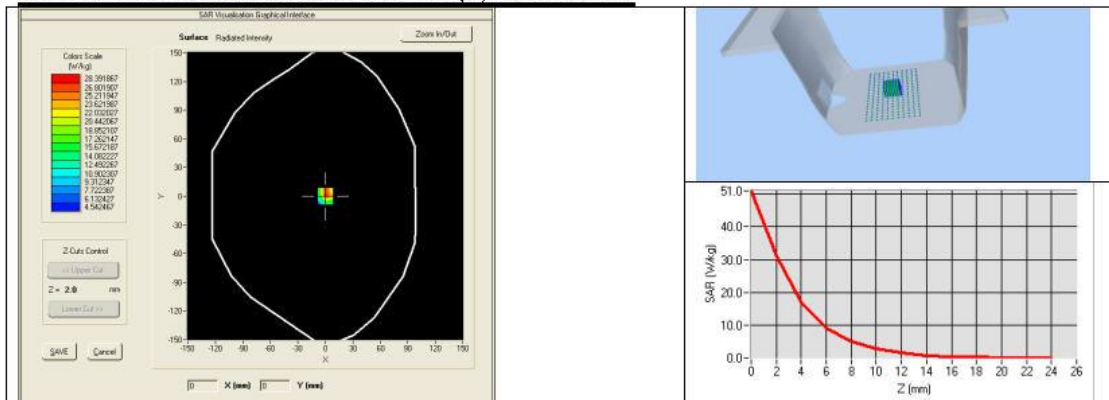 SAR Visualisation Graphical Interface
Surface Radiated Intensity
Zoom In/Out
Colors Scale
(W/kg)
28.391867
26.801907
25.211947
23.621987
22.032027
20.442067
18.852107
17.262147
15.672187
14.082227
12.492267
10.902307
9.312347
7.722387
6.132427
4.542467
Z-Cuts Control
<< Upper Cut
Z = 2.0 mm
Lower Cut >>
SAVE Cancel
150
120
90
60
30
0
-30
-60
-90
-120
-150
Y
-150 -120 -90 -60 -30 0 30 60 90 120 150
X
0 X (mm) 0 Y (mm)
51.0
40.0
30.0
20.0
10.0
0.0
SAR (W/kg)
0 2 4 6 8 10 12 14 16 18 20 22 24 26
Z (mm)